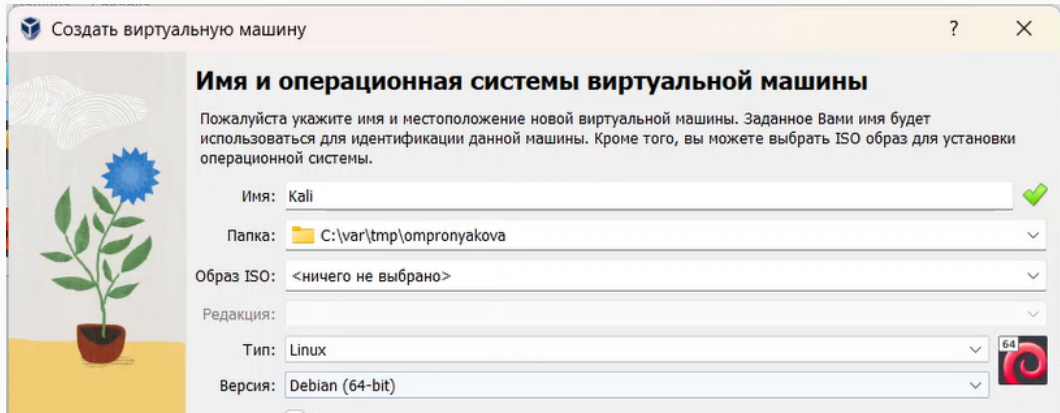 Создать виртуальную машину
?
Имя и операционная системы виртуальной машины
Пожалуйста укажите имя и местоположение новой виртуальной машины. Заданное Вами имя будет
использоваться для идентификации данной машины. Кроме того, вы можете выбрать ISO образ для установки
операционной системы.
Имя: Kali
Папка: C:\var\tmp\ompronyakova
Образ ISO: <ничего не выбрано>
Редакция:
Тип: Linux
64
Версия: Debian (64-bit)